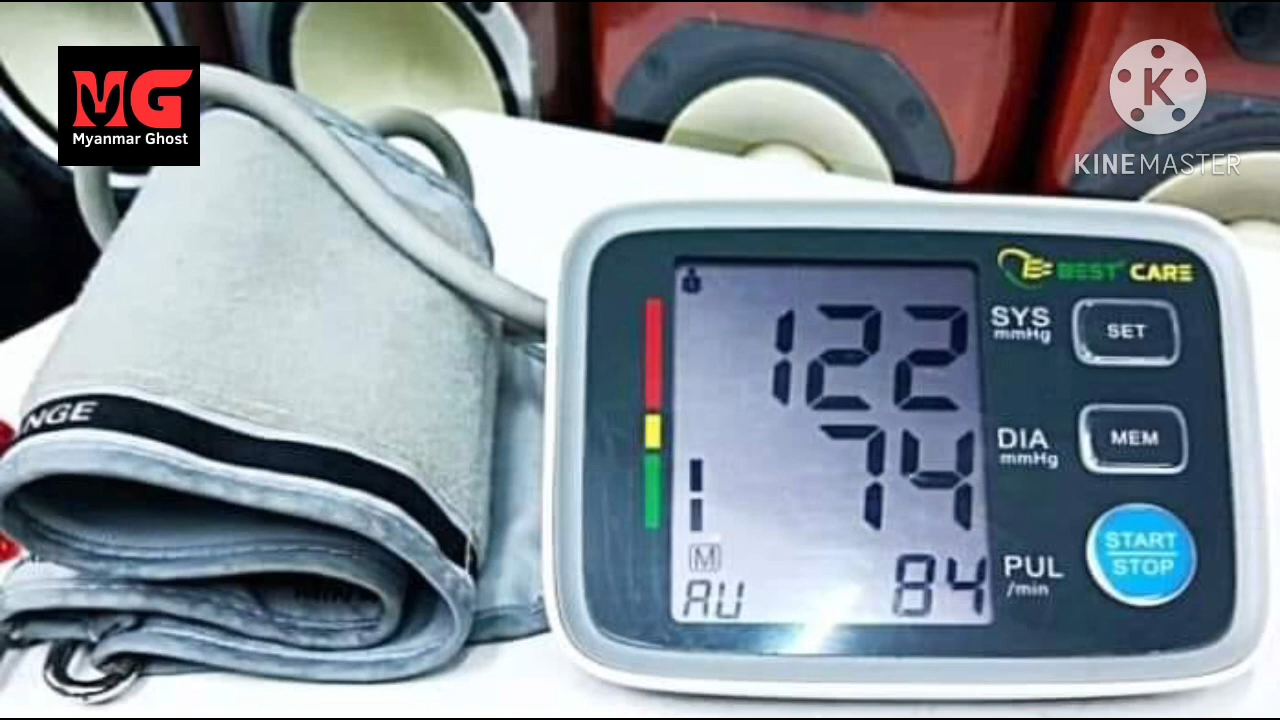 MG
Myanmar Ghost
K
KINEMASTER
BEST CARE
122
SYS
mmHg
SET
74
DIA
mmHg
MEM
START
STOP
M
AU
84
PUL
/min
NGE